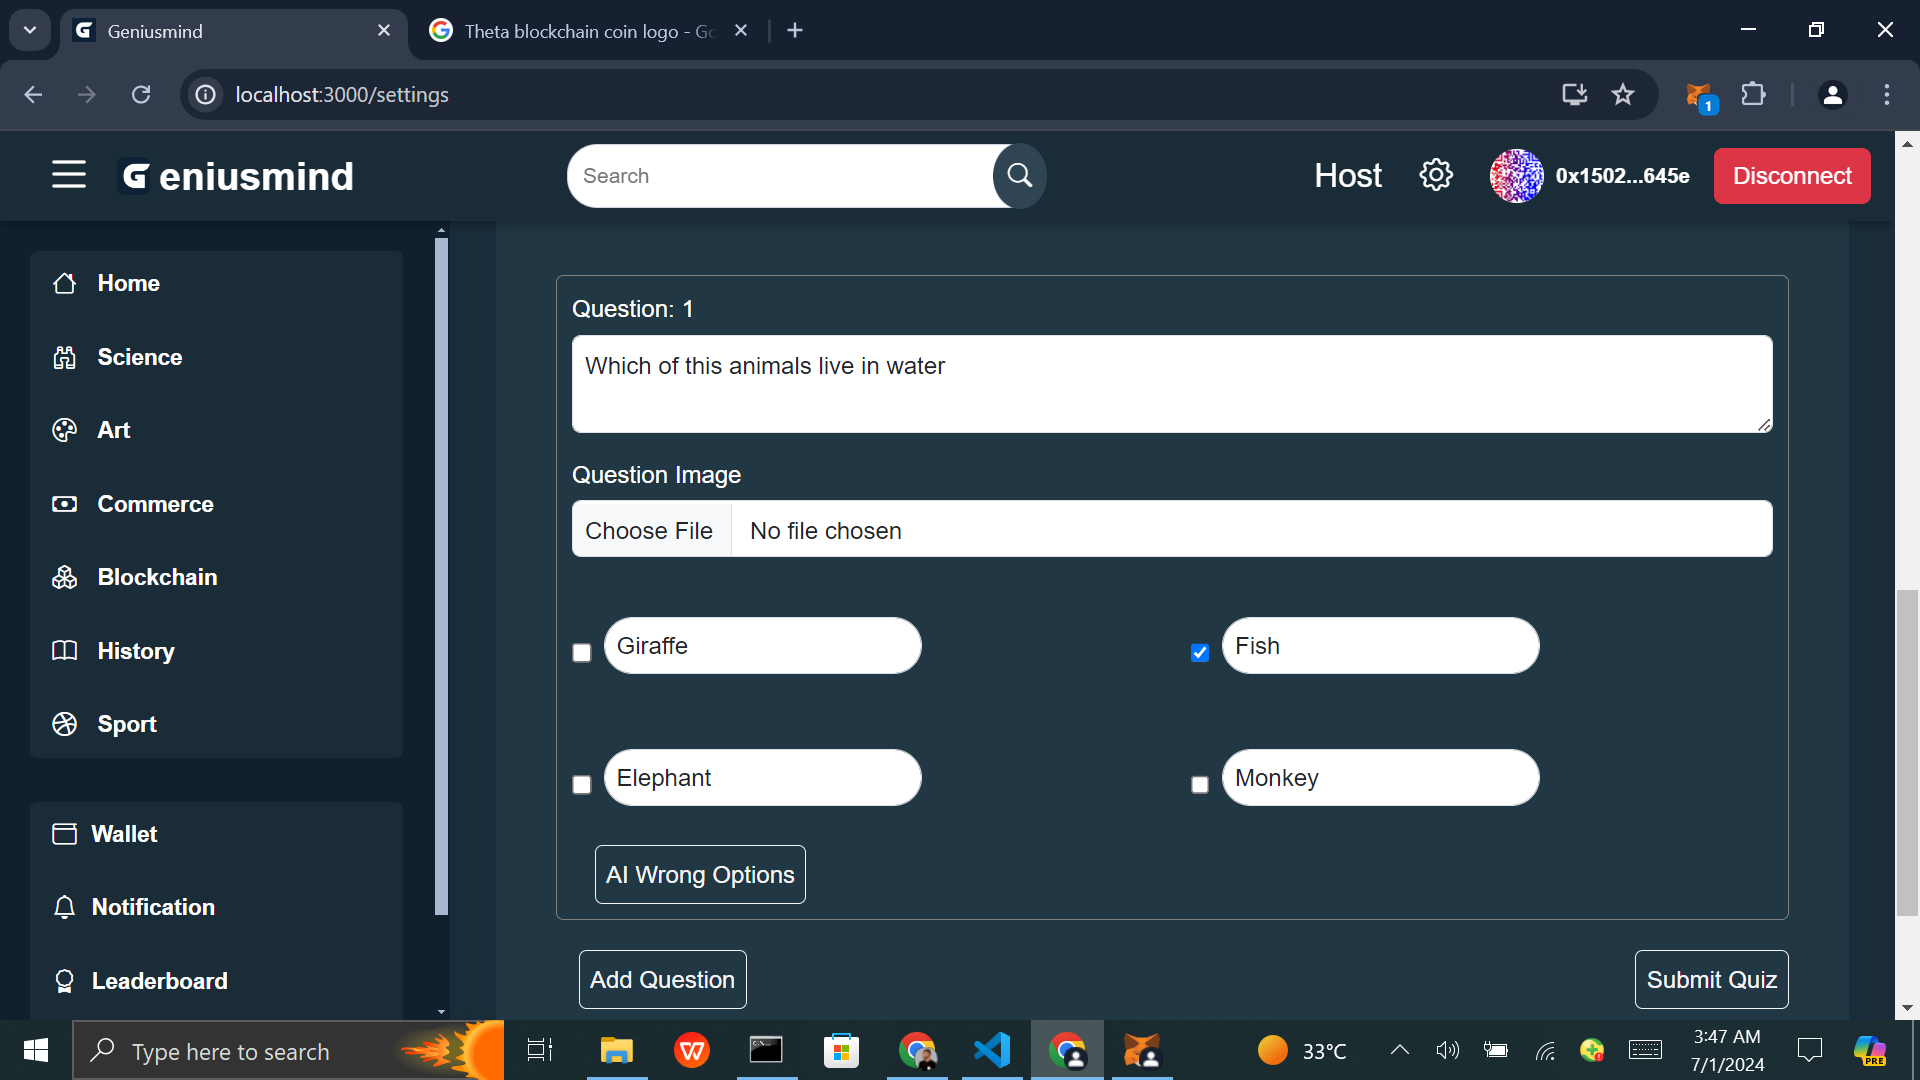 Geniusmind
Theta blockchain coin logo - Go
localhost:3000/settings
1
Geniusmind
Search
Host
0x1502...645e
Disconnect
Home
Science
Art
Commerce
Blockchain
History
Sport
Wallet
Notification
Leaderboard
Question: 1
Which of this animals live in water
Question Image
Choose File
No file chosen
Giraffe
Fish
Elephant
Monkey
AI Wrong Options
Add Question
Submit Quiz
Type here to search
33°C
3:47 AM
7/1/2024
PRE